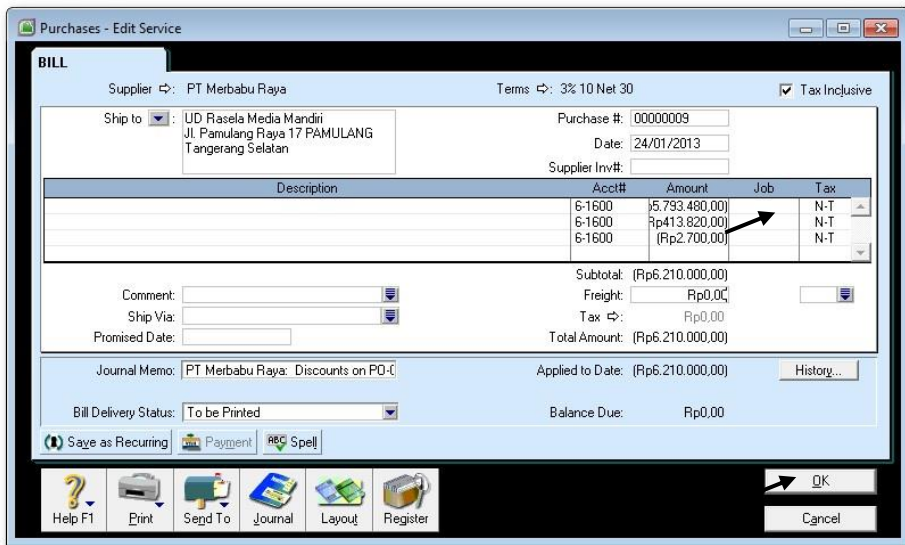 Purchases - Edit Service
BILL
Supplier ⇨: PT Merbabu Raya Terms ⇨: 3% 10 Net 30 Tax Inclusive
Ship to : UD Rasela Media Mandiri Purchase #: 00000009
Jl. Pamulang Raya 17 PAMULANG
Tangerang Selatan Date: 24/01/2013
Supplier Inv#:
Description Acct# Amount Job Tax
6-1600 5.793.480,00) N-T
6-1600 Rp413.820,00) N-T
6-1600 (Rp2.700,00) N-T
Subtotal: (Rp6.210.000,00)
Comment: Freight: Rp0,00
Ship Via: Tax ⇨: Rp0,00
Promised Date: Total Amount: (Rp6.210.000,00)
Journal Memo: PT Merbabu Raya: Discounts on PO-0 Applied to Date: (Rp6.210.000,00) History...
Bill Delivery Status: To be Printed Balance Due: Rp0,00
Save as Recurring Payment ABC Spell
Help F1 Print Send To Journal Layout Register OK
Cancel